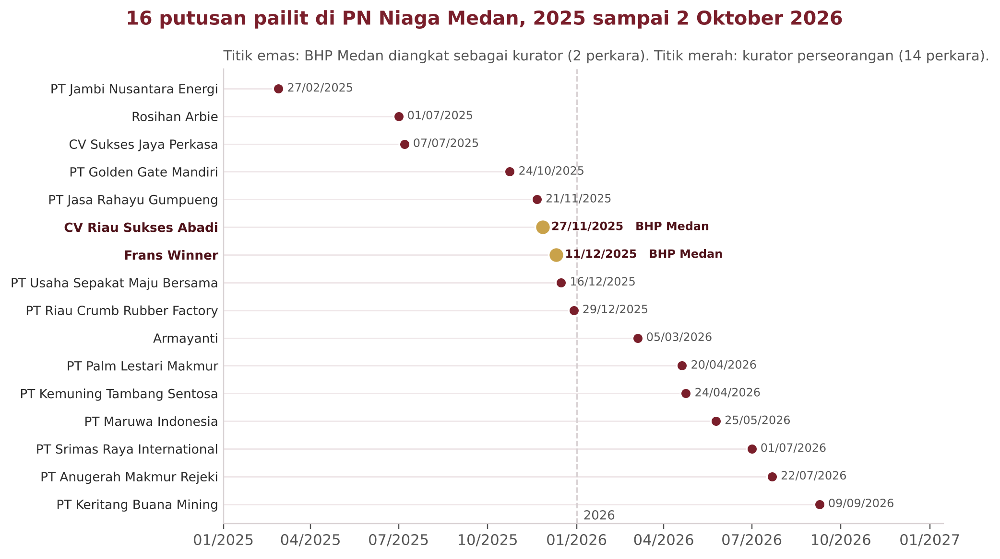 16 putusan pailit di PN Niaga Medan, 2025 sampai 2 Oktober 2026
Titik emas: BHP Medan diangkat sebagai kurator (2 perkara). Titik merah: kurator perseorangan (14 perkara).
PT Jambi Nusantara Energi 27/02/2025
Rosihan Arbie 01/07/2025
CV Sukses Jaya Perkasa 07/07/2025
PT Golden Gate Mandiri 24/10/2025
PT Jasa Rahayu Gumpueng 21/11/2025
CV Riau Sukses Abadi 27/11/2025 BHP Medan
Frans Winner 11/12/2025 BHP Medan
PT Usaha Sepakat Maju Bersama 16/12/2025
PT Riau Crumb Rubber Factory 29/12/2025
Armayanti 05/03/2026
PT Palm Lestari Makmur 20/04/2026
PT Kemuning Tambang Sentosa 24/04/2026
PT Maruwa Indonesia 25/05/2026
PT Srimas Raya International 01/07/2026
PT Anugerah Makmur Rejeki 22/07/2026
PT Keritang Buana Mining 09/09/2026
2026
01/2025 04/2025 07/2025 10/2025 01/2026 04/2026 07/2026 10/2026 01/2027